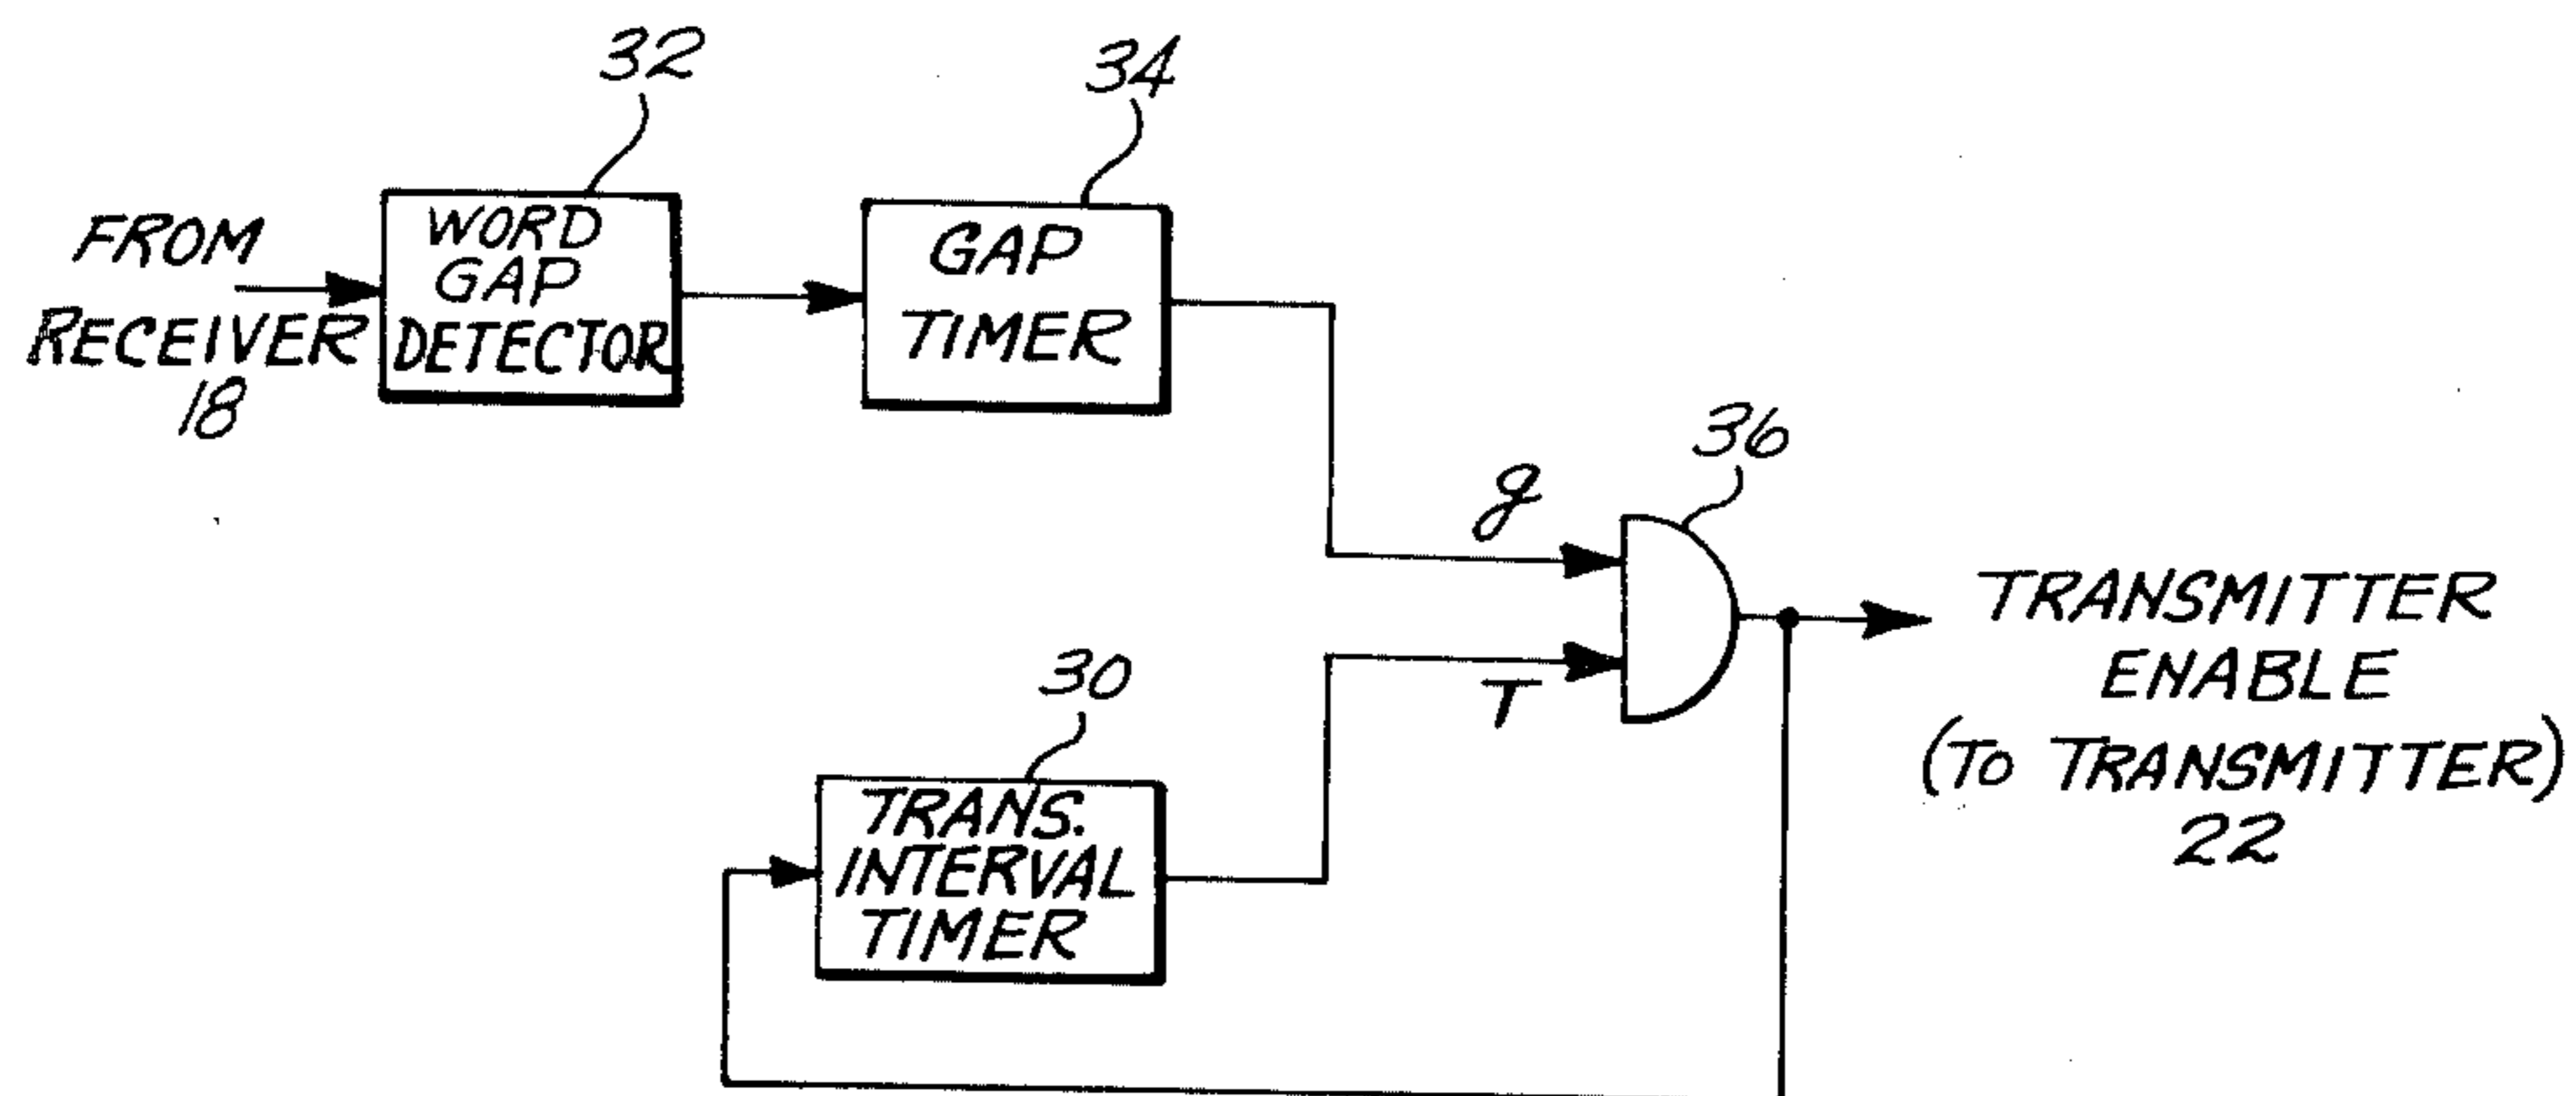 32
34
FROM
RECEIVER
18
WORD
GAP
DETECTOR
GAP
TIMER
g
36
T
TRANSMITTER
ENABLE
(TO TRANSMITTER)
22
30
TRANS.
INTERVAL
TIMER